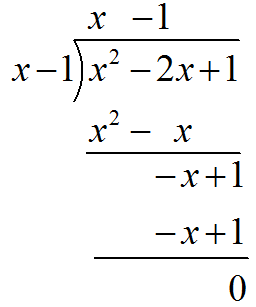 x -1
x-1)x² -2x+1
x² - x
-x+1
-x+1
0